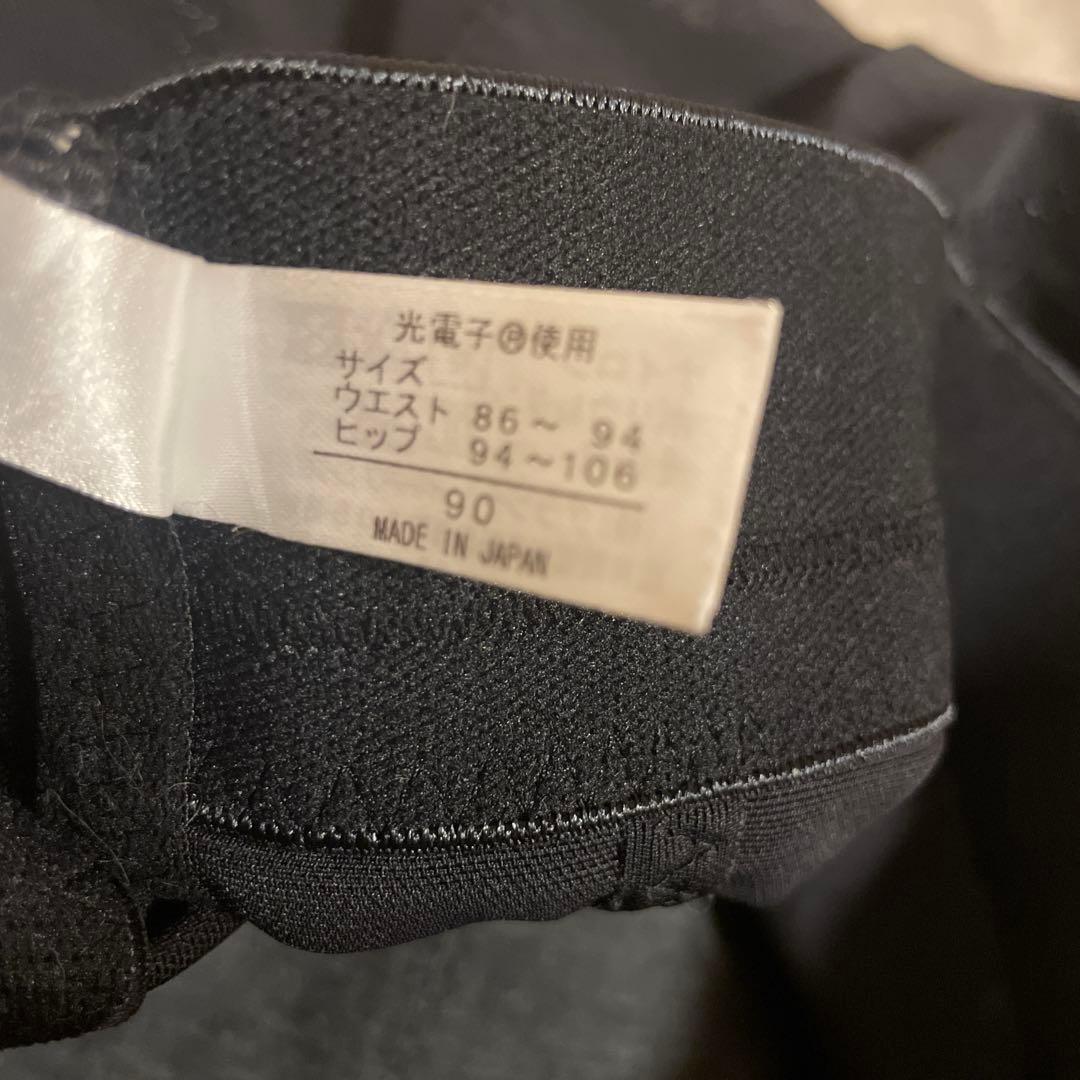 光電子®使用
サイズ
ウエスト 86～ 94
ヒップ 94～106
90
MADE IN JAPAN